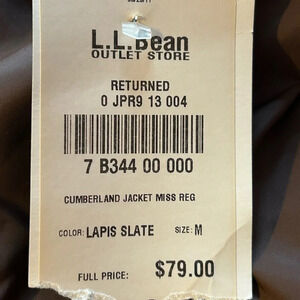 L.L.Bean
OUTLET STORE
RETURNED
0 JPR9 13 004
7 B344 00 000
CUMBERLAND JACKET MISS REG
COLOR: LAPIS SLATE SIZE: M
FULL PRICE: $79.00